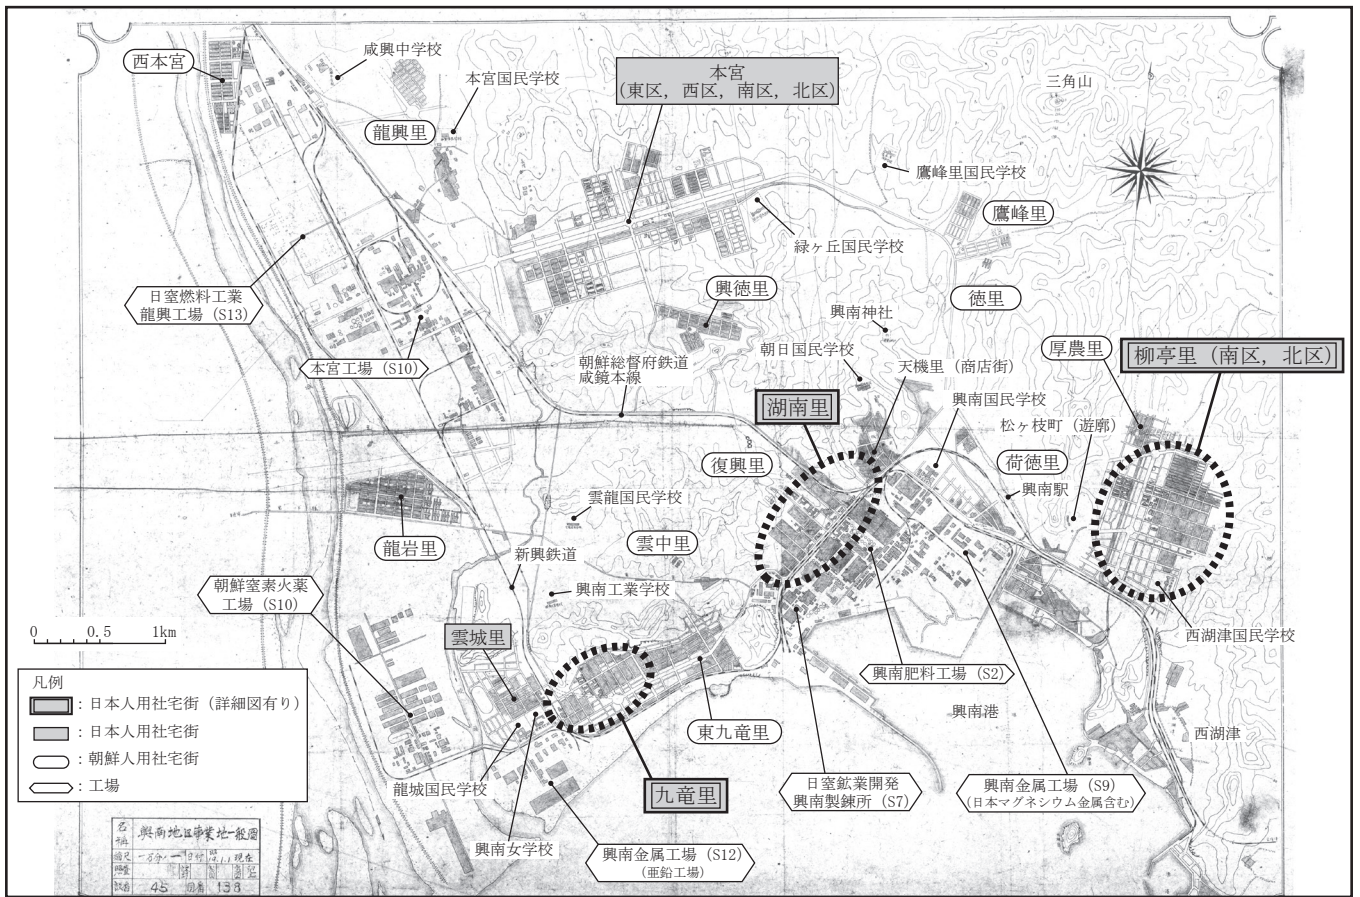 西本宮
咸興中学校
本宮国民学校
本宮
(東区, 西区, 南区, 北区)
三角山
龍興里
鷹峰里国民学校
鷹峰里
緑ヶ丘国民学校
日窒燃料工業
龍興工場 (S13)
興徳里
徳里
興南神社
本宮工場 (S10)
朝鮮総督府鉄道
咸鏡本線
朝日国民学校
天機里 (商店街)
厚農里
柳亭里 (南区, 北区)
湖南里
興南国民学校
松ヶ枝町 (遊廓)
復興里
荷徳里
興南駅
雲龍国民学校
龍岩里
雲中里
新興鉄道
朝鮮窒素火薬
工場 (S10)
興南工業学校
0 0.5 1km
雲城里
西湖津国民学校
興南肥料工場 (S2)
凡例
: 日本人用社宅街 (詳細図有り)
: 日本人用社宅街
: 朝鮮人用社宅街
: 工場
興南港
東九竜里
西湖津
龍城国民学校
九竜里
日窒鉱業開発
興南製錬所 (S7)
興南金属工場 (S9)
(日本マグネシウム金属含む)
興南女学校
興南金属工場 (S12)
(亜鉛工場)
名称 興南地区事業地一般圖
45 138